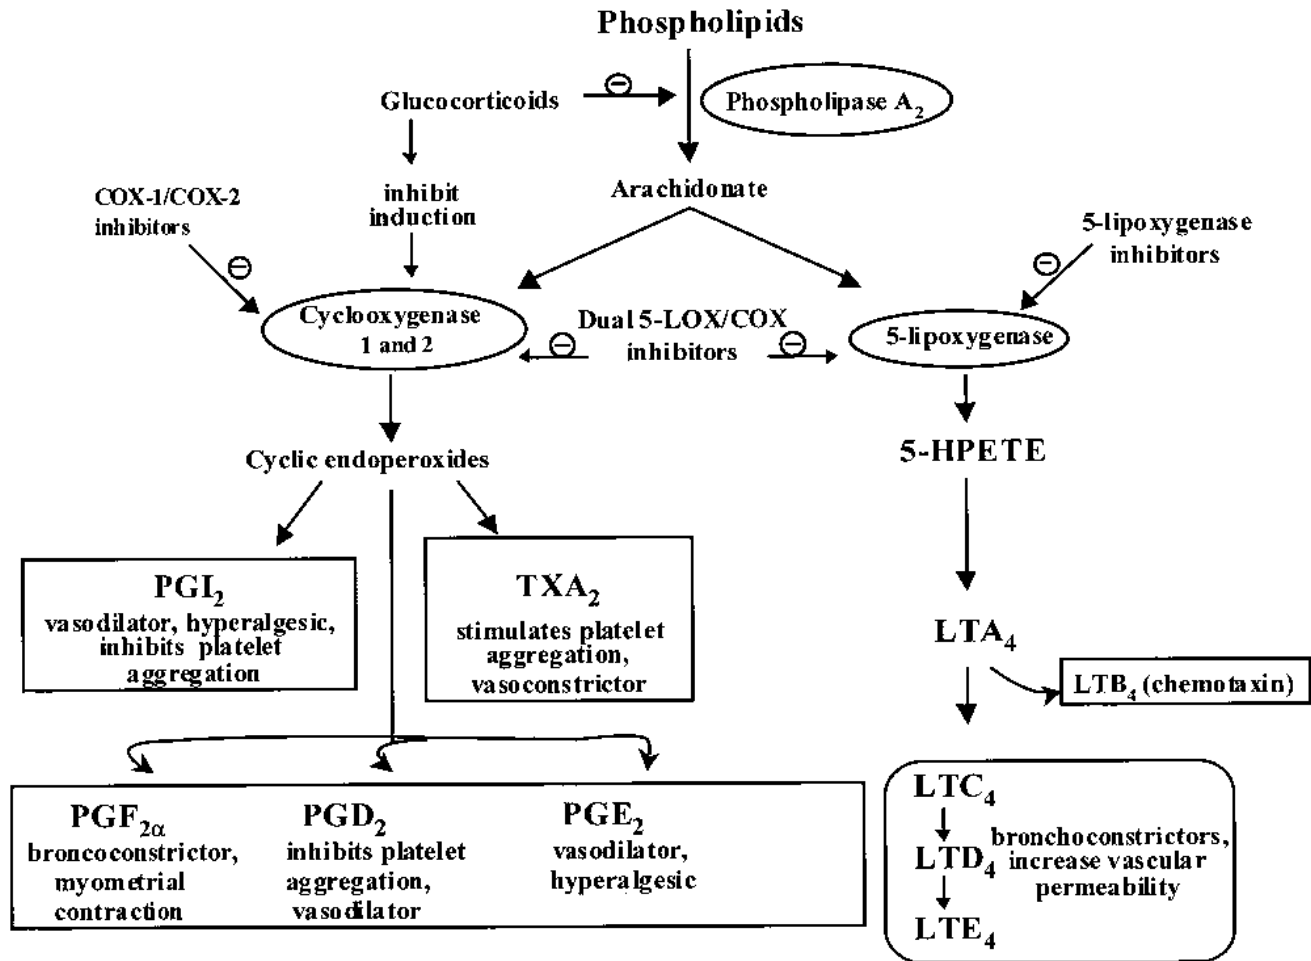 Phospholipids
Glucocorticoids
⊖
Phospholipase A₂
COX-1/COX-2
inhibitors
inhibit
induction
Arachidonate
5-lipoxygenase
inhibitors
⊖
⊖
Cyclooxygenase
1 and 2
Dual 5-LOX/COX
inhibitors
⊖
⊖
5-lipoxygenase
Cyclic endoperoxides
5-HPETE
PGI₂
vasodilator, hyperalgesic,
inhibits platelet
aggregation
TXA₂
stimulates platelet
aggregation,
vasoconstrictor
LTA₄
LTB₄ (chemotaxin)
PGF₂α
broncoconstrictor,
myometrial
contraction
PGD₂
inhibits platelet
aggregation,
vasodilator
PGE₂
vasodilator,
hyperalgesic
LTC₄
LTD₄
LTE₄
bronchoconstrictors,
increase vascular
permeability